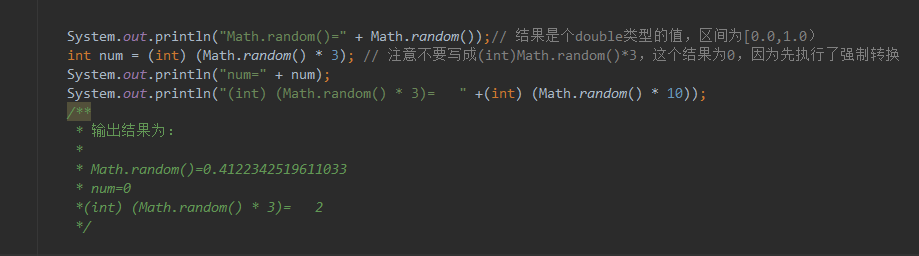 System.out.println("Math.random()=" + Math.random());// 结果是个double类型的值，区间为[0.0,1.0）
int num = (int) (Math.random() * 3); // 注意不要写成(int)Math.random()*3，这个结果为0，因为先执行了强制转换
System.out.println("num=" + num);
System.out.println("(int) (Math.random() * 3)=   " +(int) (Math.random() * 10));
/**
* 输出结果为：
*
* Math.random()=0.4122342519611033
* num=0
*(int) (Math.random() * 3)=   2
*/